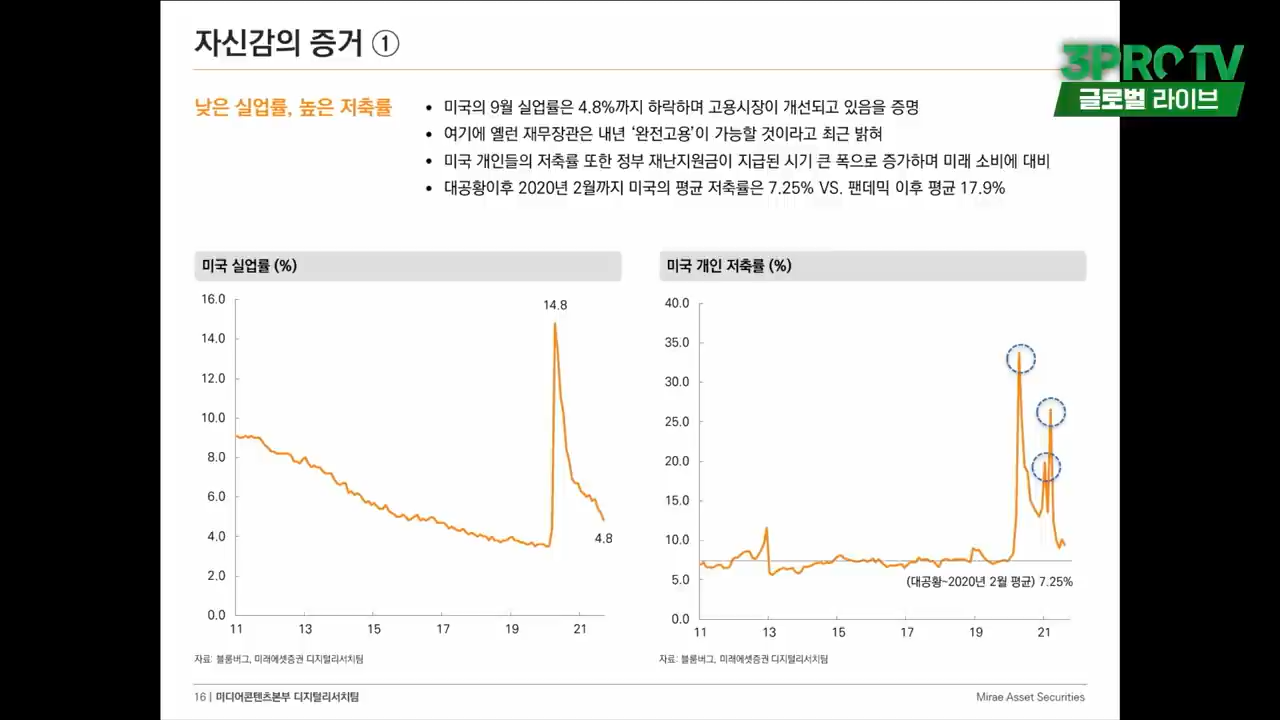 자신감의 증거 ①
3PRO TV
글로벌 라이브
낮은 실업률, 높은 저축률
• 미국의 9월 실업률은 4.8%까지 하락하며 고용시장이 개선되고 있음을 증명
• 여기에 옐런 재무장관은 내년 ‘완전고용’이 가능할 것이라고 최근 밝혀
• 미국 개인들의 저축률 또한 정부 재난지원금이 지급된 시기 큰 폭으로 증가하며 미래 소비에 대비
• 대공황이후 2020년 2월까지 미국의 평균 저축률은 7.25% VS. 팬데믹 이후 평균 17.9%
미국 실업률 (%)
16.0
14.0
12.0
10.0
8.0
6.0
4.0
2.0
0.0
14.8
4.8
11 13 15 17 19 21
자료: 블룸버그, 미래에셋증권 디지털리서치팀
미국 개인 저축률 (%)
40.0
35.0
30.0
25.0
20.0
15.0
10.0
5.0
0.0
(대공황~2020년 2월 평균) 7.25%
11 13 15 17 19 21
자료: 블룸버그, 미래에셋증권 디지털리서치팀
16 | 미디어콘텐츠본부 디지털리서치팀
Mirae Asset Securities